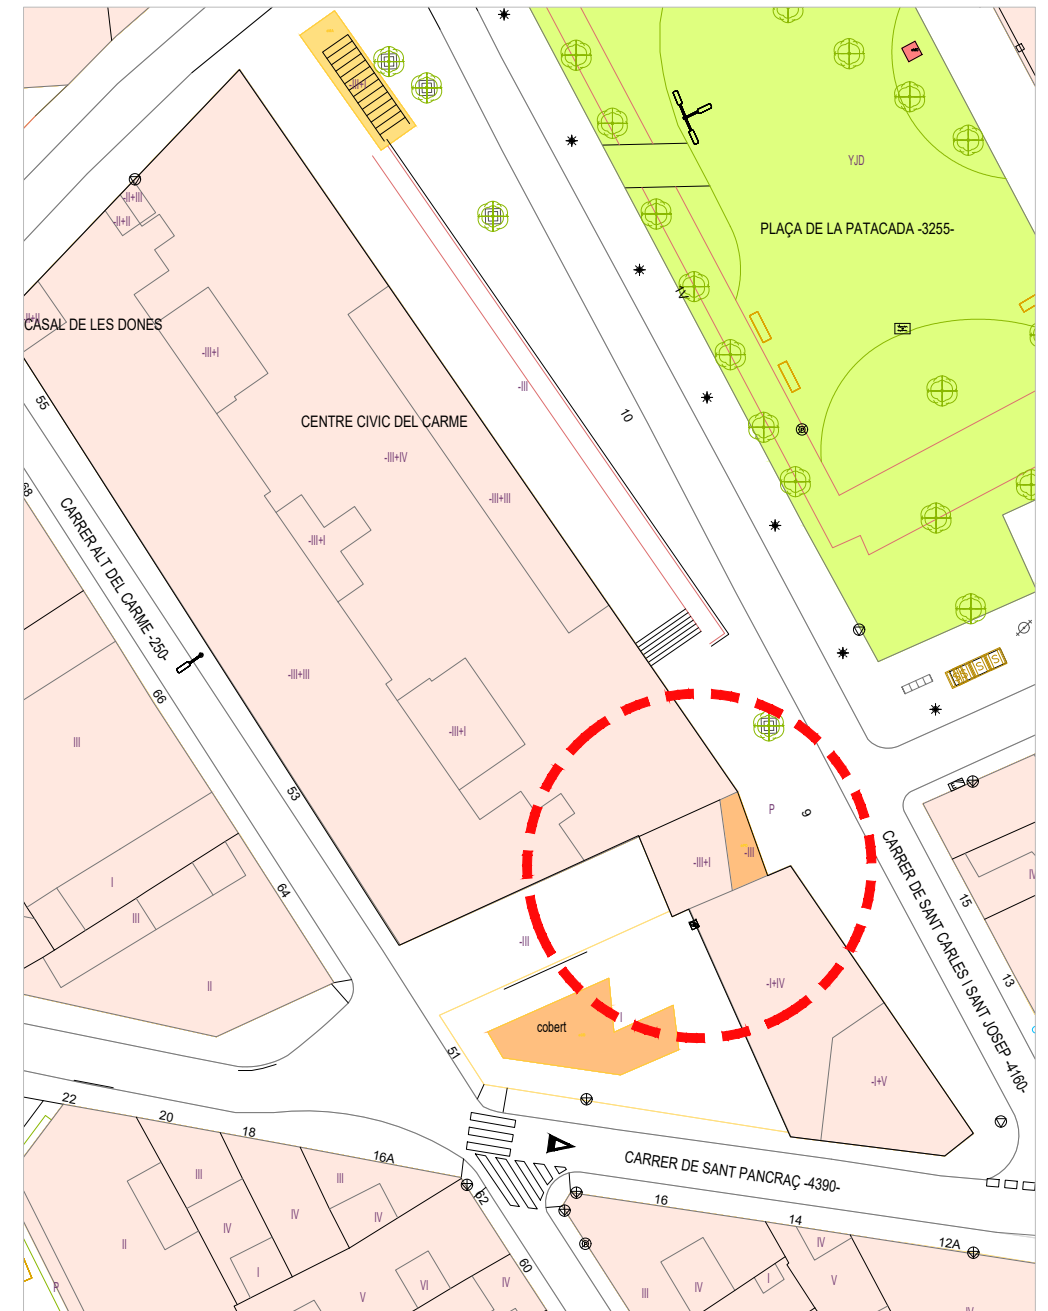 -III+I
YJD
PLAÇA DE LA PATACADA -3255-
-II+III
-II+II
CASAL DE LES DONES
-III+I
-III
10
55
CENTRE CIVIC DEL CARME
-III+IV
-III+III
68
CARRER ALT DEL CARME -250-
-III+I
-III+III
66
-III+I
III
53
P
9
CARRER DE SANT CARLES I SANT JOSEP -4160-
-III+I
-III
I
III
64
15
IV
-III
II
13
-I+IV
I
cobert
51
-I+V
22
20
18
16A
CARRER DE SANT PANCRAÇ -4390-
III
III
62
16
14
12A
IV
IV
IV
II
IV
60
I
VI
IV
V
III
IV
I
IV
V
P
IV
S
S